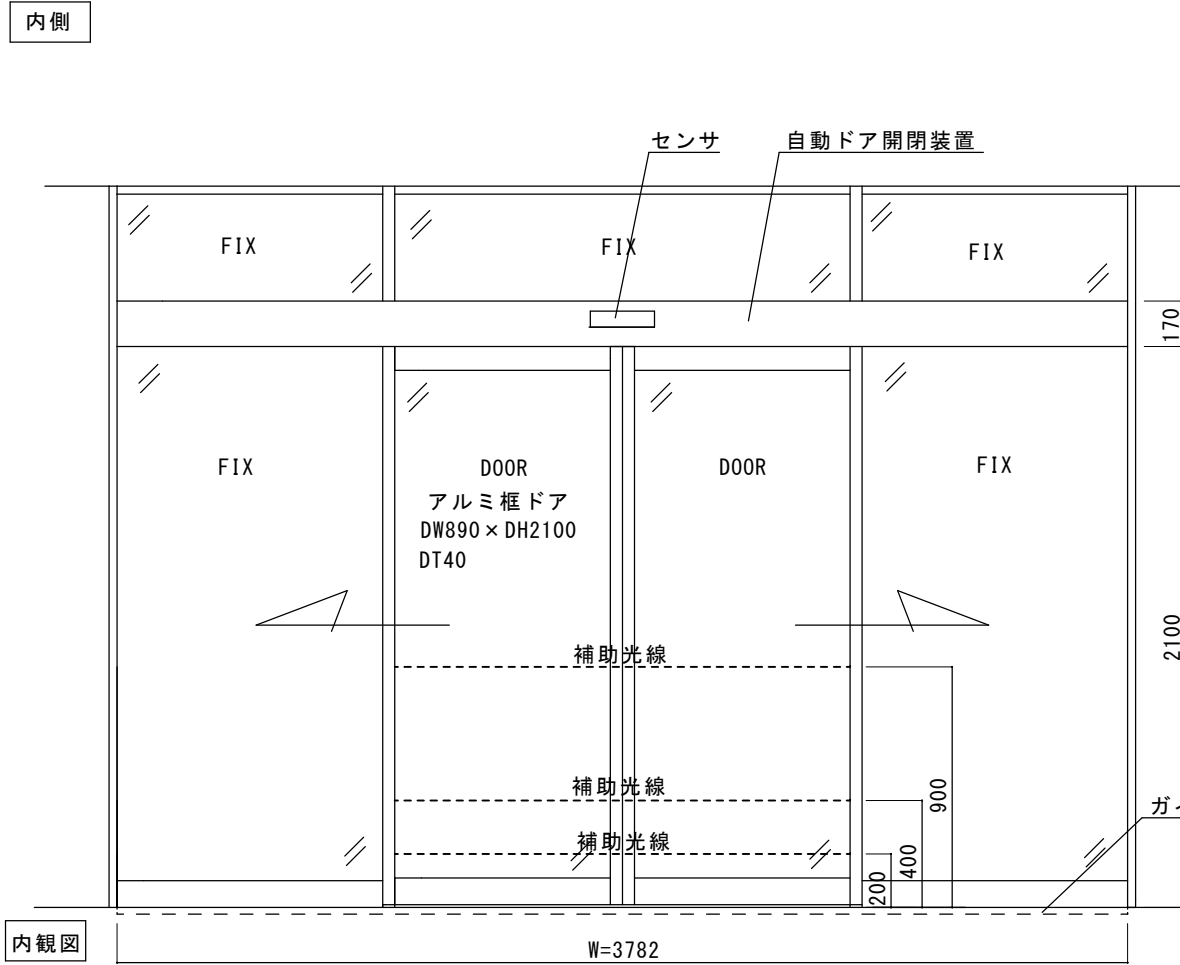 内側
センサ
自動ドア開閉装置
FIX
FIX
FIX
170
FIX
DOOR
DOOR
FIX
アルミ框ドア
DW890×DH2100
DT40
2100
補助光線
補助光線
900
ガイ
補助光線
400
200
内観図
W=3782